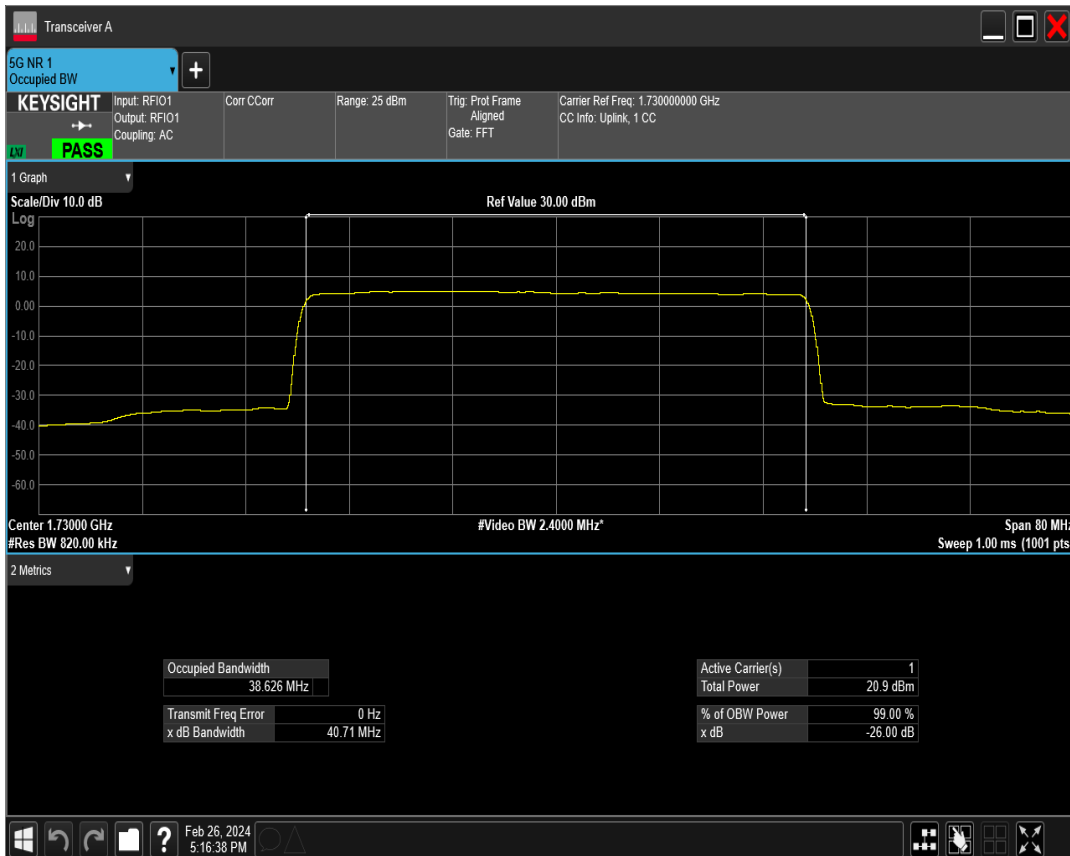 Transceiver A
5G NR 1
Occupied BW
+
KEYSIGHT
LXI
PASS
Input: RFIO1
Output: RFIO1
Coupling: AC
Corr CCorr
Range: 25 dBm
Trig: Prot Frame
Aligned
Gate: FFT
Carrier Ref Freq: 1.730000000 GHz
CC Info: Uplink, 1 CC
1 Graph
Scale/Div 10.0 dB
Ref Value 30.00 dBm
Log
20.0
10.0
0.00
-10.0
-20.0
-30.0
-40.0
-50.0
-60.0
Center 1.73000 GHz
#Video BW 2.4000 MHz*
Span 80 MHz
#Res BW 820.00 kHz
Sweep 1.00 ms (1001 pts
2 Metrics
Occupied Bandwidth
38.626 MHz
Transmit Freq Error 0 Hz
x dB Bandwidth 40.71 MHz
Active Carrier(s) 1
Total Power 20.9 dBm
% of OBW Power 99.00 %
x dB -26.00 dB
?
Feb 26, 2024
5:16:38 PM